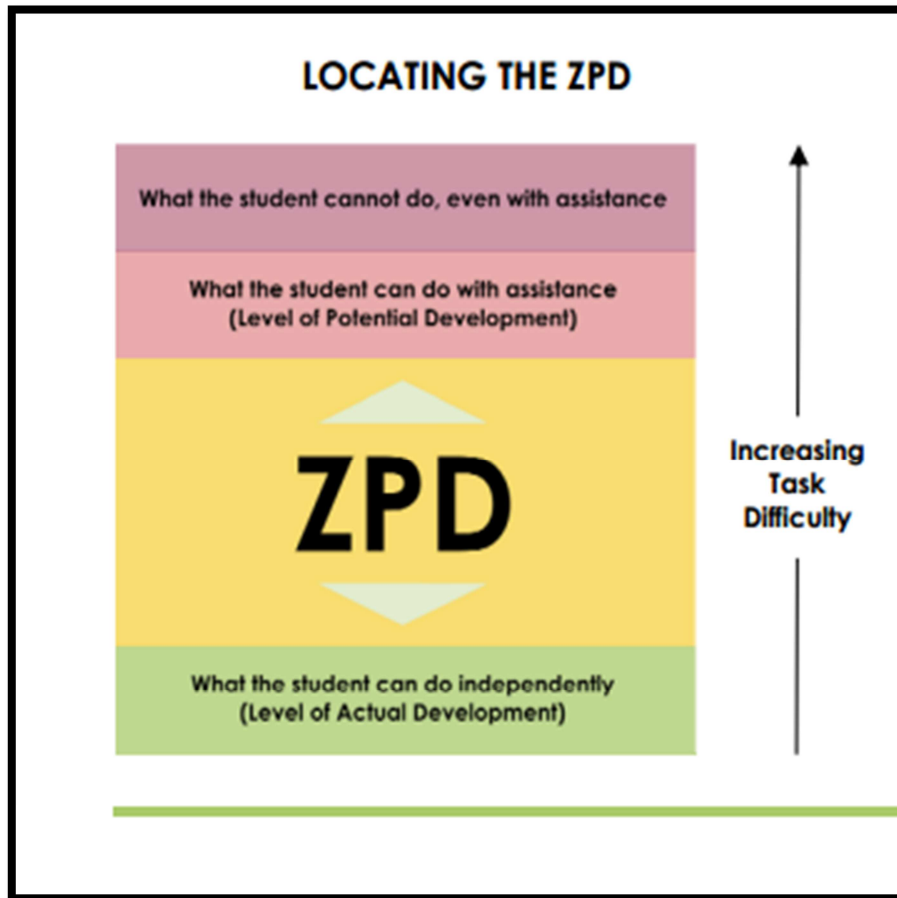 LOCATING THE ZPD
What the student cannot do, even with assistance
What the student can do with assistance
(Level of Potential Development)
ZPD
Increasing
Task
Difficulty
What the student can do independently
(Level of Actual Development)